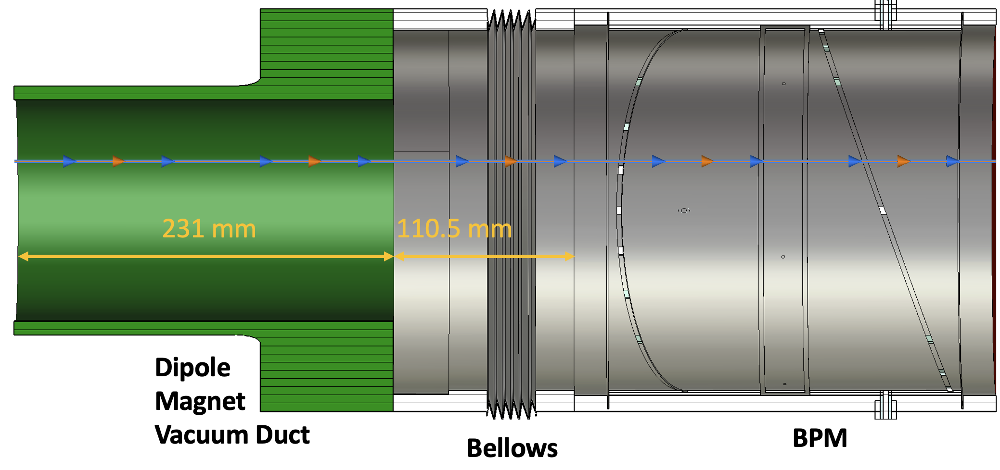 231 mm
110.5 mm
Dipole
Magnet
Vacuum Duct
Bellows
BPM